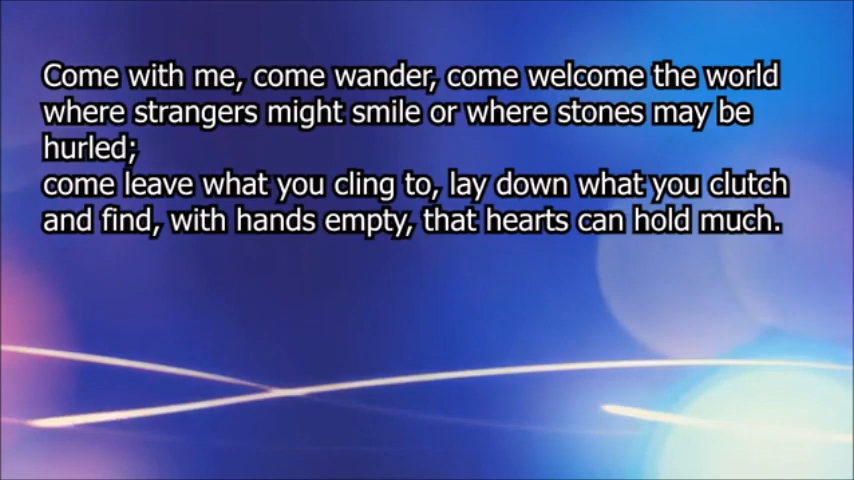 Come with me, come wander, come welcome the world
where strangers might smile or where stones may be
hurled;
come leave what you cling to, lay down what you clutch
and find, with hands empty, that hearts can hold much.